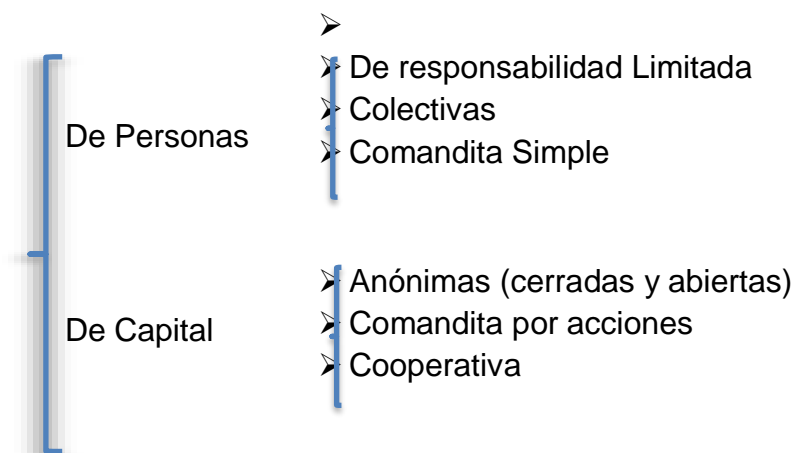 ➢
➢ De responsabilidad Limitada
➢ Colectivas
De Personas
➢ Comandita Simple
➢ Anónimas (cerradas y abiertas)
➢ Comandita por acciones
De Capital
➢ Cooperativa